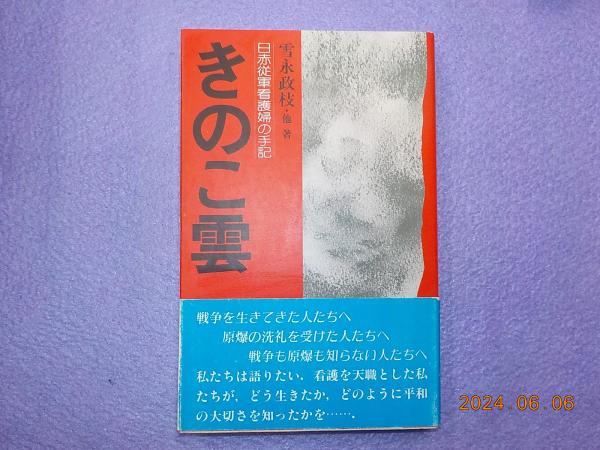 雪永政枝・他 著
日赤従軍看護婦の手記
きのこ雲
戦争を生きてきた人たちへ
原爆の洗礼を受けた人たちへ
戦争も原爆も知らない人たちへ
私たちは語りたい．看護を天職とした私
たちが，どう生きたか，どのように平和
の大切さを知ったかを……．
2024.06.06